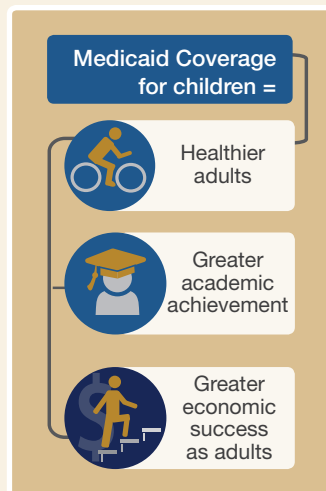 Medicaid Coverage
for children =
Healthier
adults
Greater
academic
achievement
$
Greater
economic
success
as adults